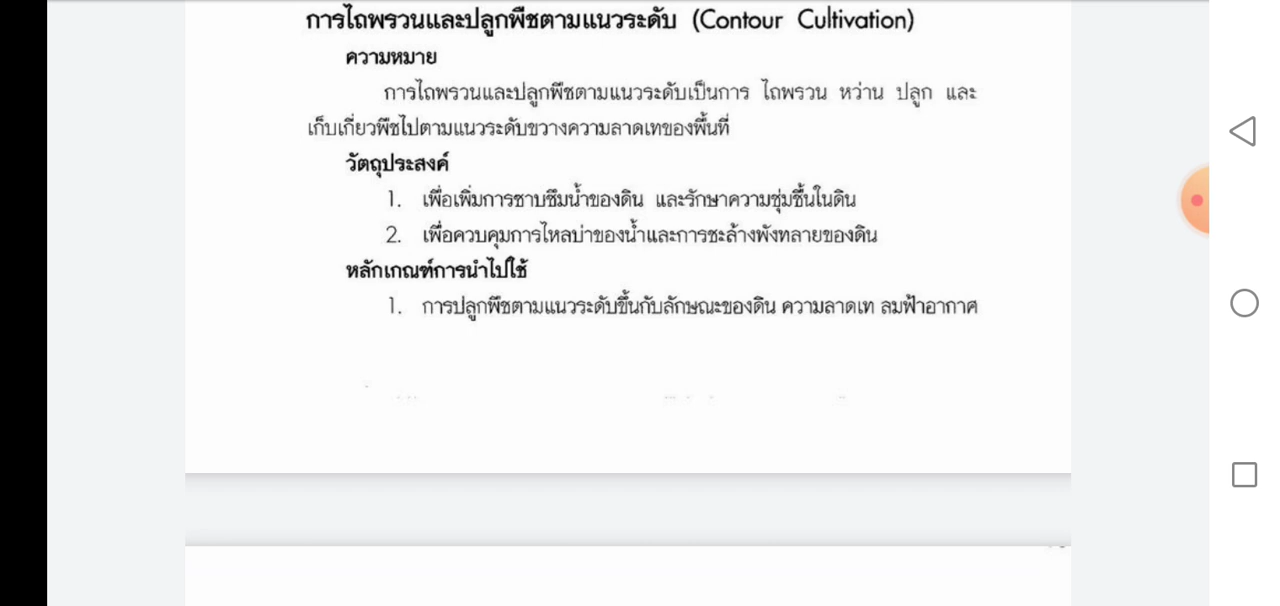 การไถพรวนและปลูกพืชตามแนวระดับ (Contour Cultivation)
ความหมาย
การไถพรวนและปลูกพืชตามแนวระดับเป็นการ ไถพรวน หว่าน ปลูก และ
เก็บเกี่ยวพืชไปตามแนวระดับขวางความลาดเทของพื้นที่
วัตถุประสงค์
1. เพื่อเพิ่มการซาบซึมน้ำของดิน และรักษาความชุ่มชื้นในดิน
2. เพื่อควบคุมการไหลบ่าของน้ำและการชะล้างพังทลายของดิน
หลักเกณฑ์การนำไปใช้
1. การปลูกพืชตามแนวระดับขึ้นกับลักษณะของดิน ความลาดเท ลมฟ้าอากาศ